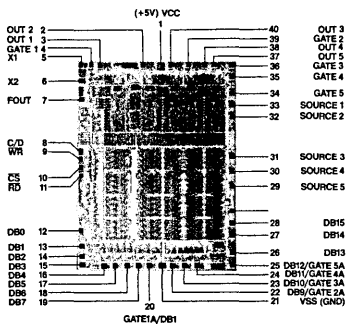 (+5V) VCC
OUT 2 2 1 40 OUT 3
OUT 1 3 39 GATE 2
GATE 1 4 38 OUT 4
X1 5 37 OUT 5
36 GATE 3
X2 6 35 GATE 4
FOUT 7 34 GATE 5
33 SOURCE 1
32 SOURCE 2
C/D 8
WR 9
CS 10 31 SOURCE 3
RD 11 30 SOURCE 4
29 SOURCE 5
DB0 12 28 DB15
DB1 13 27 DB14
DB2 14 26 DB13
DB3 15 25 DB12/GATE 5A
DB4 16 24 DB11/GATE 4A
DB5 17 23 DB10/GATE 3A
DB6 18 22 DB9/GATE 2A
DB7 19 20 21 VSS (GND)
GATE1A/DB1